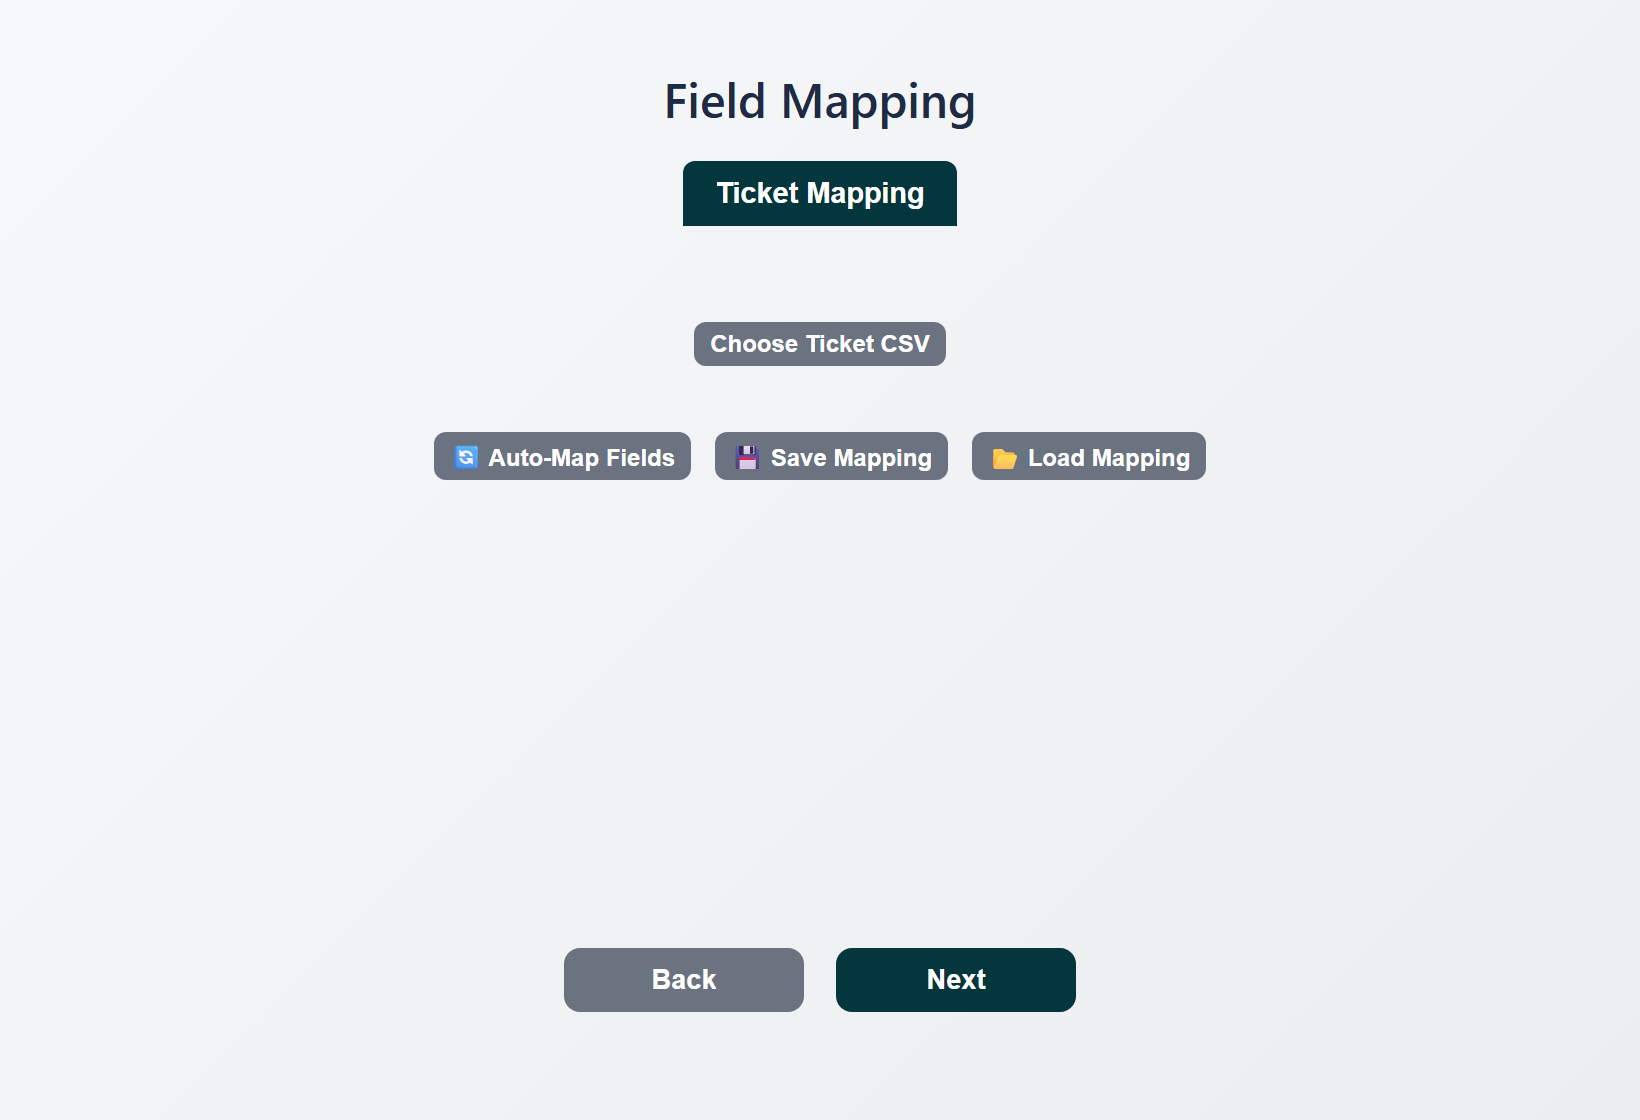 Field Mapping
Ticket Mapping
Choose Ticket CSV
Auto-Map Fields
Save Mapping
Load Mapping
Back
Next